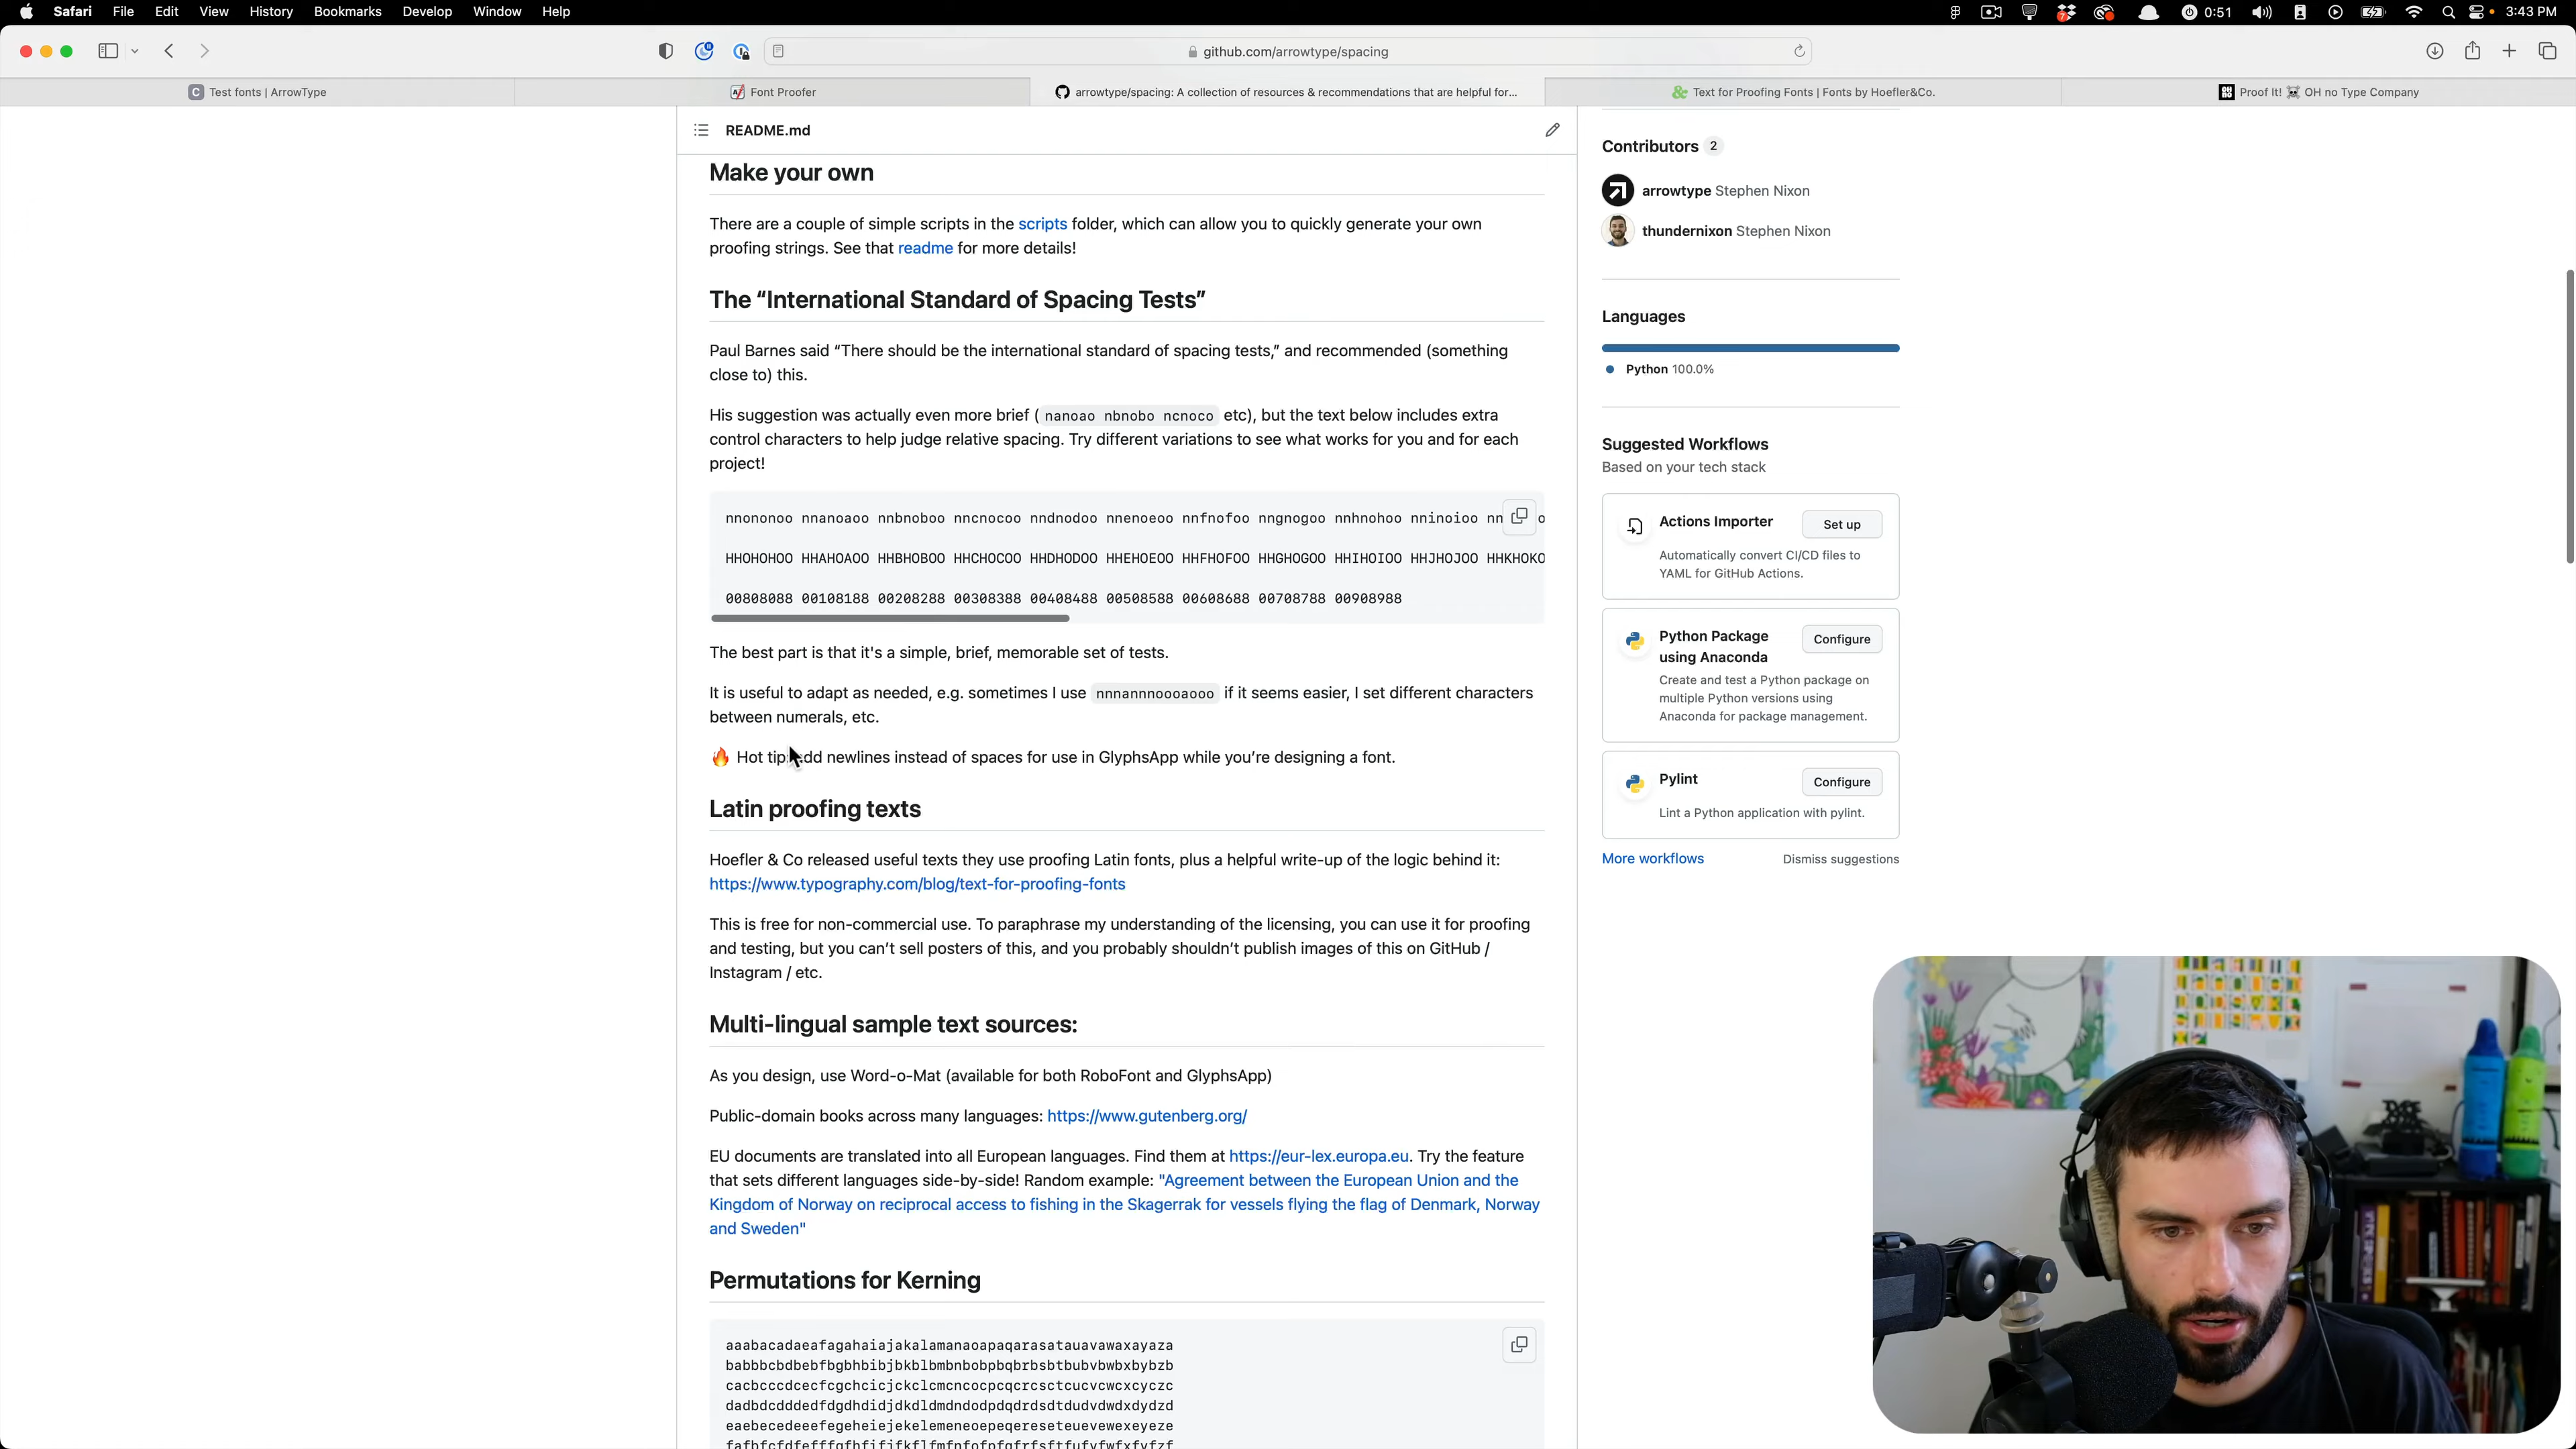 Safari File Edit View History Bookmarks Develop Window Help 0:51 3:43 PM
github.com/arrowtype/spacing
Test fonts | ArrowType
Font Proofer
arrowtype/spacing: A collection of resources & recommendations that are helpful for...
Text for Proofing Fonts | Fonts by Hoefler&Co.
Proof It! ☠️ OH no Type Company
README.md
Make your own
There are a couple of simple scripts in the scripts folder, which can allow you to quickly generate your own
proofing strings. See that readme for more details!
The “International Standard of Spacing Tests”
Paul Barnes said “There should be the international standard of spacing tests,” and recommended (something
close to) this.
His suggestion was actually even more brief ( nanoao nbnobo ncnoco etc), but the text below includes extra
control characters to help judge relative spacing. Try different variations to see what works for you and for each
project!
nnononoo nnanoaoo nnbnoboo nncnocoo nndnodoo nnenoeoo nnfnofoo nngnogoo nnhnohoo nninoioo nn
HHOHOHOO HHAHOAOO HHBHOBOO HHCHOCOO HHDHODOO HHEHOEOO HHFHOFOO HHGHOGOO HHIHOIOO HHJHOJOO HHKHOKO
00808088 00108188 00208288 00308388 00408488 00508588 00608688 00708788 00908988
The best part is that it's a simple, brief, memorable set of tests.
It is useful to adapt as needed, e.g. sometimes I use nnnannnoooaooo if it seems easier, I set different characters
between numerals, etc.
🔥 Hot tip: add newlines instead of spaces for use in GlyphsApp while you’re designing a font.
Latin proofing texts
Hoefler & Co released useful texts they use proofing Latin fonts, plus a helpful write-up of the logic behind it:
https://www.typography.com/blog/text-for-proofing-fonts
This is free for non-commercial use. To paraphrase my understanding of the licensing, you can use it for proofing
and testing, but you can’t sell posters of this, and you probably shouldn’t publish images of this on GitHub /
Instagram / etc.
Multi-lingual sample text sources:
As you design, use Word-o-Mat (available for both RoboFont and GlyphsApp)
Public-domain books across many languages: https://www.gutenberg.org/
EU documents are translated into all European languages. Find them at https://eur-lex.europa.eu. Try the feature
that sets different languages side-by-side! Random example: "Agreement between the European Union and the
Kingdom of Norway on reciprocal access to fishing in the Skagerrak for vessels flying the flag of Denmark, Norway
and Sweden"
Permutations for Kerning
aaabacadaeafagahaiajakalamanaoapaqarasatauavawaxayaza
babbbcbdbebfbgbhbibjbkblbmbnbobpbqbrbsbtbubvbwbxbybzb
cacbcccdcecfcgchcicjckclcmcncocpcqcrcsctcucvcwcxcyczc
dadbdcdddedfdgdhdidjdkdldmdndodpdqdrdsdtdudvdwdxdydzd
eaebecedeeefegeheiejekelemeneoepeqereseteuevewexeyeze
Contributors 2
arrowtype Stephen Nixon
thundernixon Stephen Nixon
Languages
Python 100.0%
Suggested Workflows
Based on your tech stack
Actions Importer
Set up
Automatically convert CI/CD files to
YAML for GitHub Actions.
Python Package
using Anaconda
Configure
Create and test a Python package on
multiple Python versions using
Anaconda for package management.
Pylint
Configure
Lint a Python application with pylint.
More workflows
Dismiss suggestions